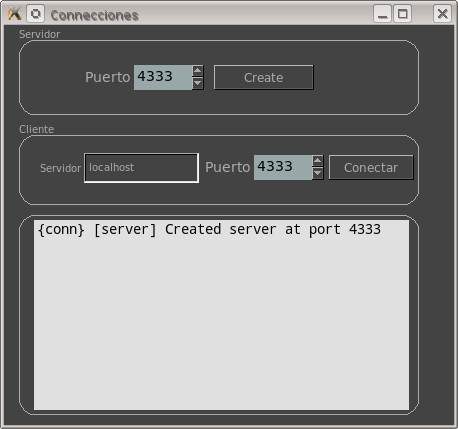 Connecciones
Servidor
Puerto 4333 Create
Cliente
Servidor localhost Puerto 4333 Conectar
{conn} [server] Created server at port 4333